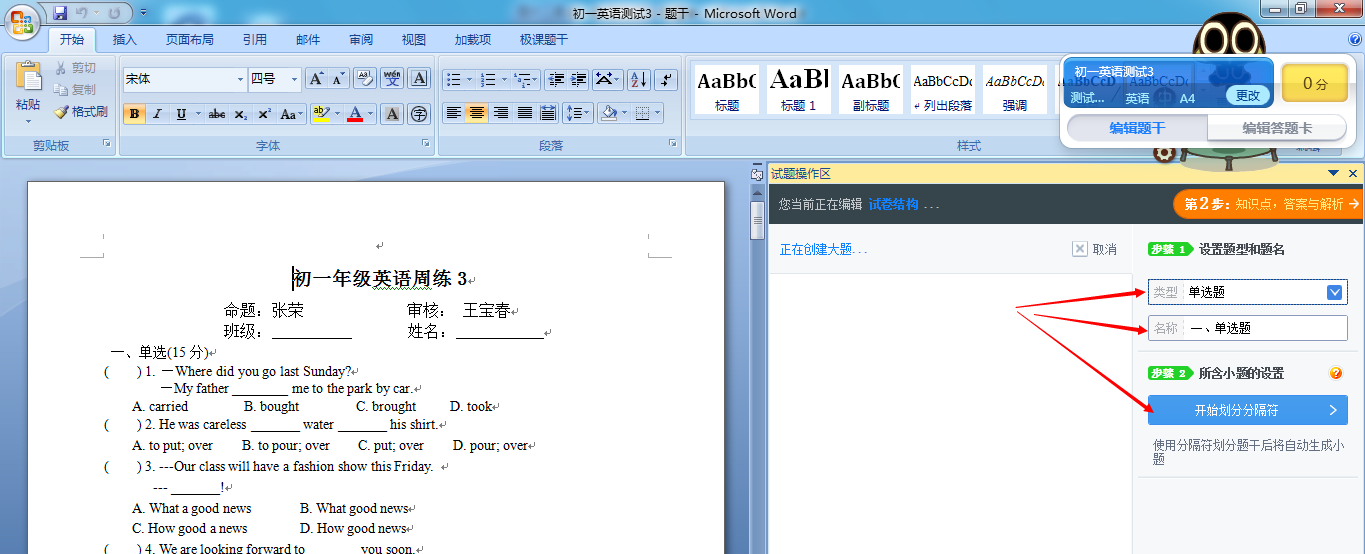 初一英语测试3 - 题干 - Microsoft Word
开始 插入 页面布局 引用 邮件 审阅 视图 加载项 极课题干
粘贴 剪切
复制
格式刷
剪贴板
宋体 四号
B I U abc x₂ x² Aa
字体
段落
AaBbC AaBl AaBbC AaBbCcDc AaBbCcDc
标题 标题 1 副标题 列出段落 强调
样式
初一英语测试3
测试... 英语 A4 更改
0 分
编辑题干 编辑答题卡
初一年级英语周练 3
命题：张荣 审核： 王宝春
班级：__________ 姓名：___________
一、单选(15 分)
( ) 1. —Where did you go last Sunday?
—My father ________ me to the park by car.
A. carried B. bought C. brought D. took
( ) 2. He was careless _______ water _______ his shirt.
A. to put; over B. to pour; over C. put; over D. pour; over
( ) 3. ---Our class will have a fashion show this Friday.
--- _______!
A. What a good news B. What good news
C. How good a news D. How good news
( ) 4. We are looking forward to _______ you soon.
试题操作区
您当前正在编辑 试卷结构 ...
第2步: 知识点，答案与解析
正在创建大题...
取消
步骤 1 设置题型和题名
类型 单选题
名称 一、单选题
步骤 2 所含小题的设置
开始划分分隔符
使用分隔符划分题干后将自动生成小
题